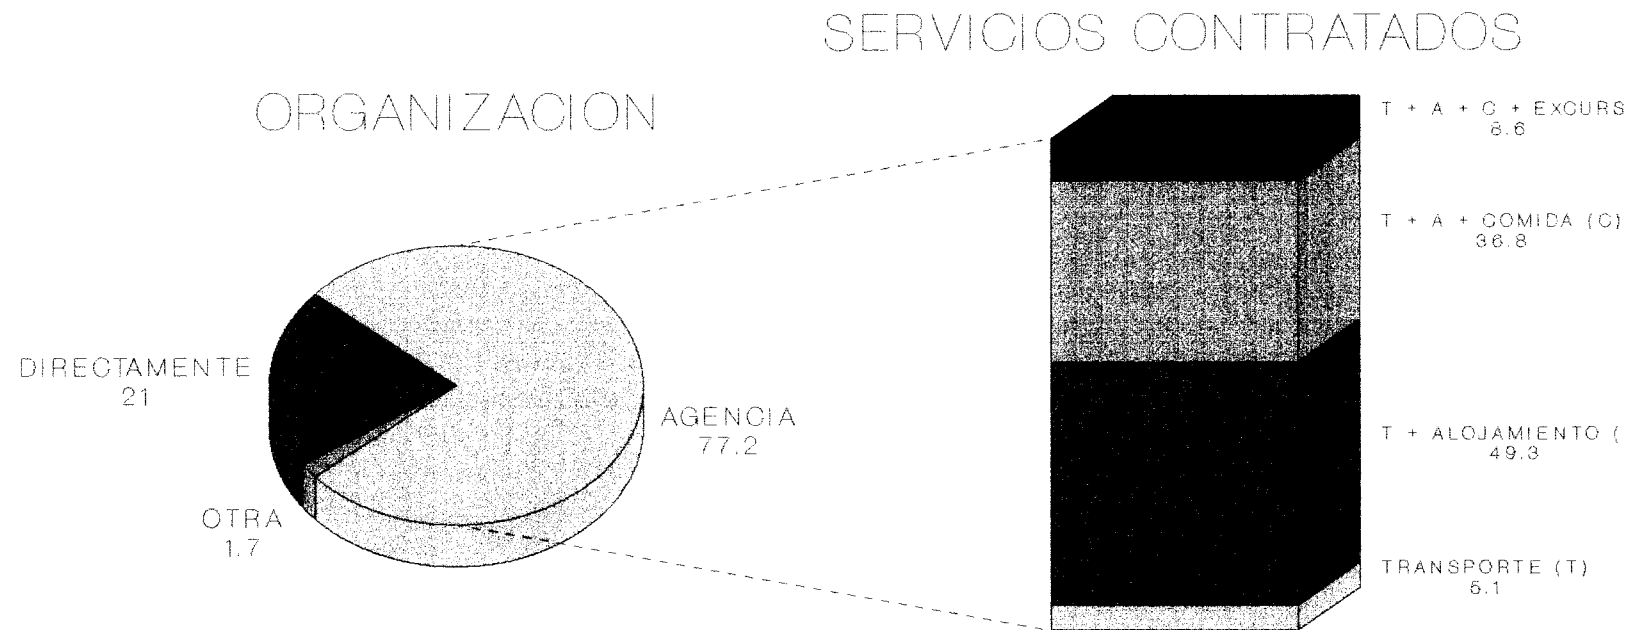 SERVICIOS CONTRATADOS
ORGANIZACION
T + A + C + EXCURS
8.6
T + A + COMIDA (C)
36.8
DIRECTAMENTE
21
AGENCIA
77.2
T + ALOJAMIENTO (
49.3
OTRA
1.7
TRANSPORTE (T)
5.1